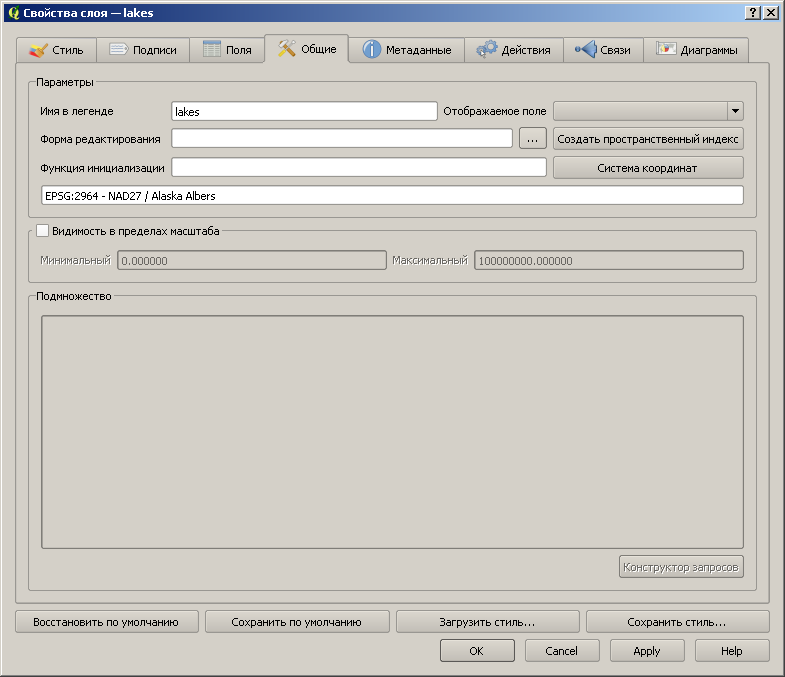 Свойства слоя — lakes
Стиль Подписи Поля Общие Метаданные Действия Связи Диаграммы
Параметры
Имя в легенде lakes Отображаемое поле
Форма редактирования ... Создать пространственный индекс
Функция инициализации Система координат
EPSG:2964 - NAD27 / Alaska Albers
Видимость в пределах масштаба
Минимальный 0.000000 Максимальный 100000000.000000
Подмножество
Конструктор запросов
Восстановить по умолчанию Сохранить по умолчанию Загрузить стиль... Сохранить стиль...
OK Cancel Apply Help